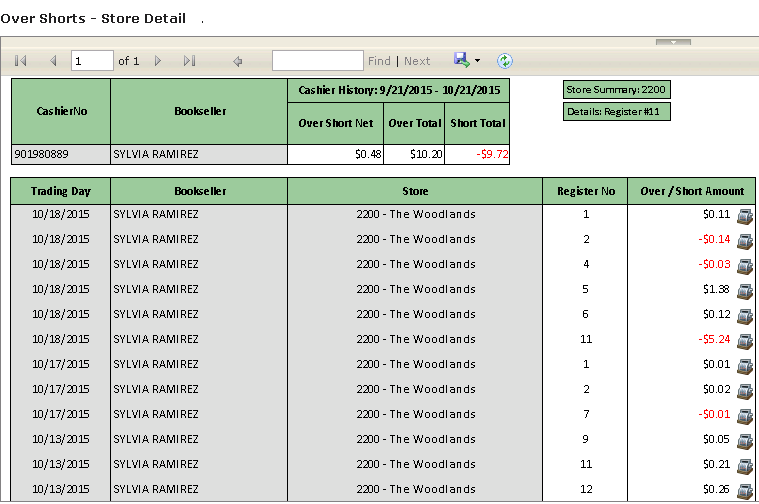 Over Shorts - Store Detail .
1 of 1 Find | Next
CashierNo Bookseller Cashier History: 9/21/2015 - 10/21/2015
Over Short Net Over Total Short Total
901980889 SYLVIA RAMIREZ $0.48 $10.20 -$9.72
Store Summary: 2200
Details: Register #11
Trading Day Bookseller Store Register No Over / Short Amount
10/18/2015 SYLVIA RAMIREZ 2200 - The Woodlands 1 $0.11
10/18/2015 SYLVIA RAMIREZ 2200 - The Woodlands 2 -$0.14
10/18/2015 SYLVIA RAMIREZ 2200 - The Woodlands 4 -$0.03
10/18/2015 SYLVIA RAMIREZ 2200 - The Woodlands 5 $1.38
10/18/2015 SYLVIA RAMIREZ 2200 - The Woodlands 6 $0.12
10/18/2015 SYLVIA RAMIREZ 2200 - The Woodlands 11 -$5.24
10/17/2015 SYLVIA RAMIREZ 2200 - The Woodlands 1 $0.01
10/17/2015 SYLVIA RAMIREZ 2200 - The Woodlands 2 $0.02
10/17/2015 SYLVIA RAMIREZ 2200 - The Woodlands 7 -$0.01
10/13/2015 SYLVIA RAMIREZ 2200 - The Woodlands 9 $0.05
10/13/2015 SYLVIA RAMIREZ 2200 - The Woodlands 11 $0.21
10/13/2015 SYLVIA RAMIREZ 2200 - The Woodlands 12 $0.26